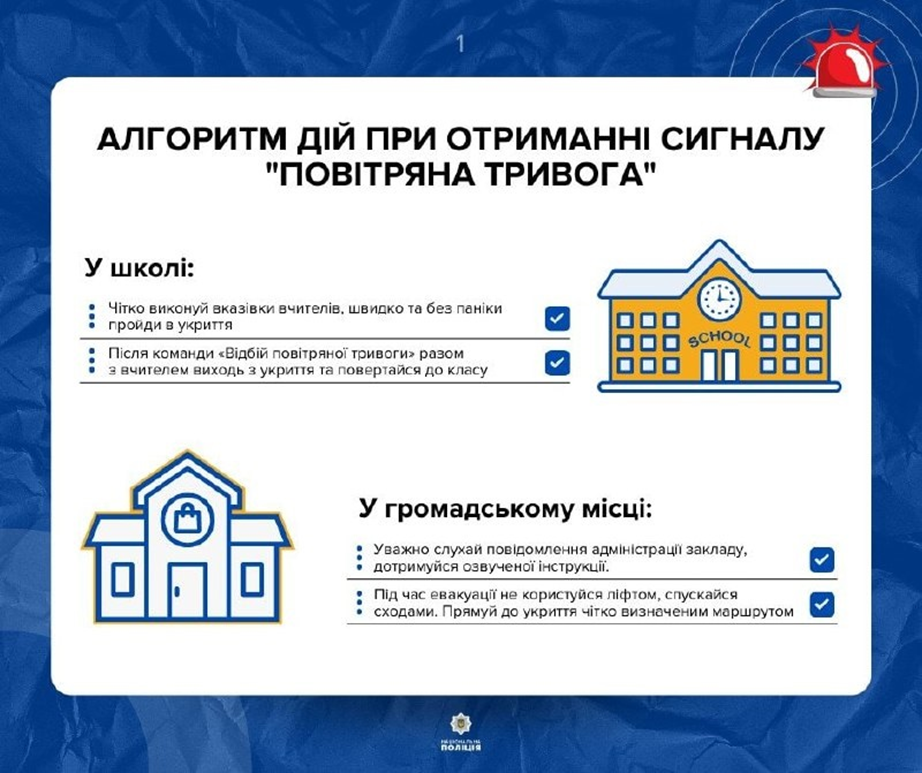 1
АЛГОРИТМ ДІЙ ПРИ ОТРИМАННІ СИГНАЛУ
"ПОВІТРЯНА ТРИВОГА"
У школі:
Чітко виконуй вказівки вчителів, швидко та без паніки
пройди в укриття
Після команди «Відбій повітряної тривоги» разом
з вчителем виходь з укриття та повертайся до класу
SCHOOL
У громадському місці:
Уважно слухай повідомлення адміністрації закладу,
дотримуйся озвученої інструкції.
Під час евакуації не користуйся ліфтом, спускайся
сходами. Прямуй до укриття чітко визначеним маршрутом
НАЦІОНАЛЬНА
ПОЛІЦІЯ